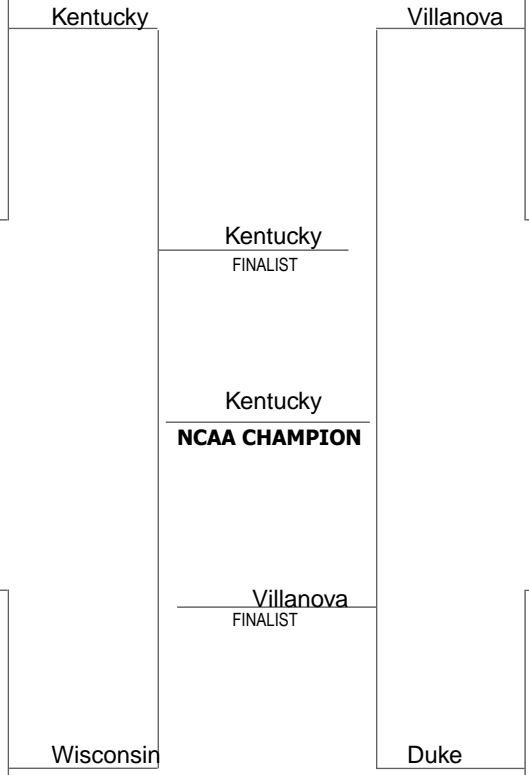 Kentucky
Villanova
Kentucky
FINALIST
Kentucky
NCAA CHAMPION
Villanova
FINALIST
Wisconsin
Duke